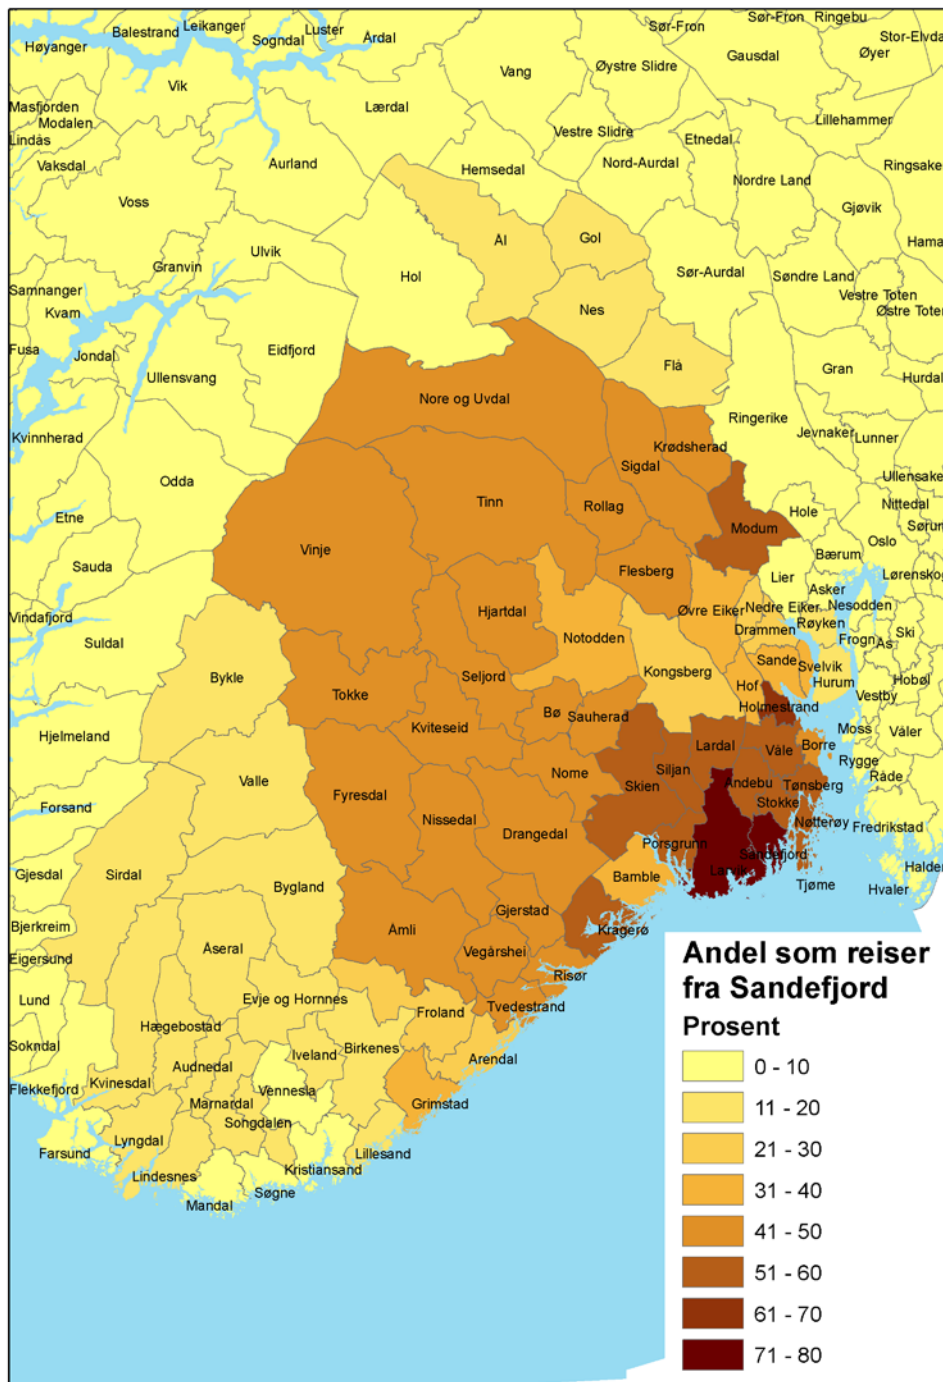 Høyanger
Balestrand
Leikanger
Sogndal
Luster
Årdal
Sør-Fron
Sør-Fron
Ringebu
Stor-Elvda
Øyer
Gausdal
Øystre Slidre
Vang
Vik
Lærdal
Masfjorden
Modalen
Lindås
Vaksdal
Aurland
Hemsedal
Vestre Slidre
Nord-Aurdal
Etnedal
Lillehammer
Nordre Land
Ringsake
Gjøvik
Voss
Ulvik
Granvin
Ål
Gol
Hol
Sør-Aurdal
Søndre Land
Hama
Vestre Toten
Østre Toten
Samnanger
Kvam
Fusa
Jondal
Eidfjord
Ullensvang
Nes
Flå
Gran
Hurdal
Nore og Uvdal
Ringerike
Jevnaker
Lunner
Kvinnherad
Krødsherad
Sigdal
Ullensake
Odda
Tinn
Rollag
Nittedal
Etne
Modum
Hole
Sørum
Vinje
Bærum
Oslo
Sauda
Flesberg
Lier
Asker
Lørenskog
Vindafjord
Hjartdal
Øvre Eiker
Nedre Eiker
Nesodden
Røyken
Suldal
Notodden
Drammen
Frogn
Ås
Ski
Bykle
Seljord
Kongsberg
Sande
Svelvik
Hurum
Hobøl
Vestby
Tokke
Hof
Holmestrand
Kviteseid
Bø
Sauherad
Moss
Våler
Hjelmeland
Lardal
Våle
Borre
Rygge
Valle
Nome
Siljan
Råde
Fyresdal
Skien
Andebu
Tønsberg
Forsand
Nissedal
Stokke
Drangedal
Nøtterøy
Fredrikstad
Porsgrunn
Sandefjord
Gjesdal
Sirdal
Bygland
Bamble
Larvik
Tjøme
Halden
Hvaler
Bjerkreim
Gjerstad
Åmli
Kragerø
Eigersund
Åseral
Vegårshei
Risør
Lund
Evje og Hornnes
Tvedestrand
Froland
Sokndal
Hægebostad
Birkenes
Iveland
Arendal
Audnedal
Flekkefjord
Kvinesdal
Vennesla
Marnardal
Grimstad
Songdalen
Lyngdal
Farsund
Lillesand
Lindesnes
Kristiansand
Søgne
Mandal
Andel som reiser
fra Sandefjord
Prosent
0 - 10
11 - 20
21 - 30
31 - 40
41 - 50
51 - 60
61 - 70
71 - 80